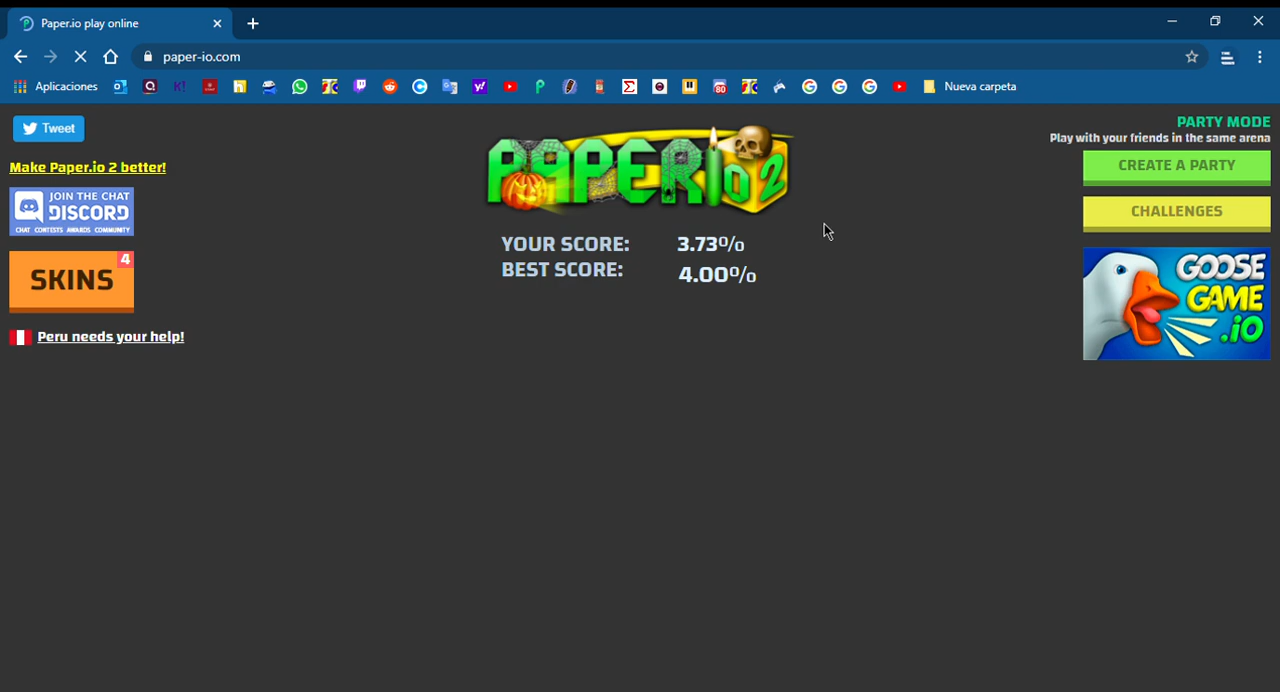 Paper.io play online
paper-io.com
Aplicaciones
K!
y!
80
Nueva carpeta
Tweet
Make Paper.io 2 better!
JOIN THE CHAT
DISCORD
CHAT CONTESTS AWARDS COMMUNITY
SKINS
4
Peru needs your help!
PAPER io 2
YOUR SCORE: 3.73%
BEST SCORE: 4.00%
PARTY MODE
Play with your friends in the same arena
CREATE A PARTY
CHALLENGES
GOOSE
GAME
.iO